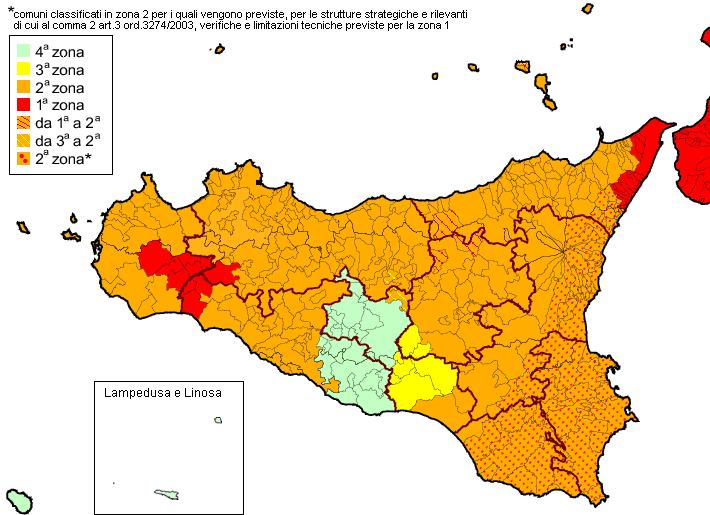 *comuni classificati in zona 2 per i quali vengono previste, per le strutture strategiche e rilevanti
di cui al comma 2 art.3 ord.3274/2003, verifiche e limitazioni tecniche previste per la zona 1
4ª zona
3ª zona
2ª zona
1ª zona
da 1ª a 2ª
da 3ª a 2ª
2ª zona*
Lampedusa e Linosa